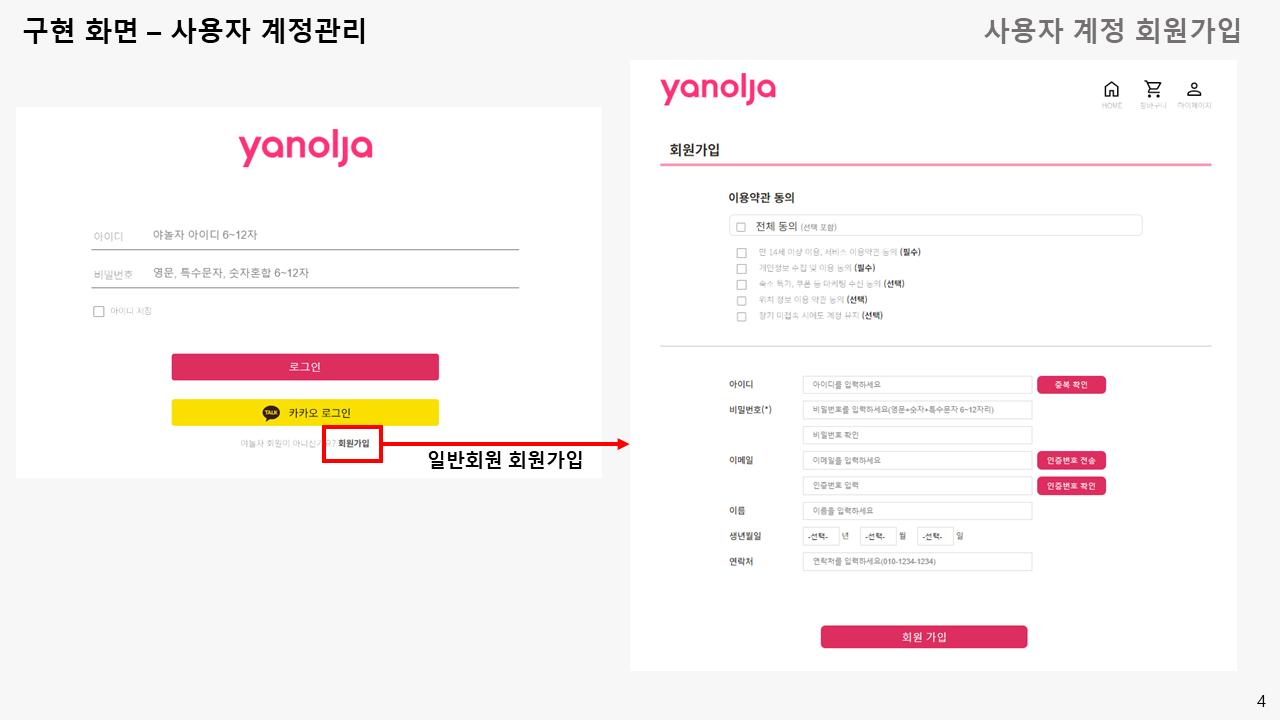 구현 화면 – 사용자 계정관리
사용자 계정 회원가입
yanolja
아이디 야놀자 아이디 6~12자
비밀번호 영문, 특수문자, 숫자혼합 6~12자
아이디 저장
로그인
TALK 카카오 로그인
야놀자 회원이 아니신가요? 회원가입
일반회원 회원가입
yanolja
HOME 장바구니 마이페이지
회원가입
이용약관 동의
전체 동의 (선택 포함)
만 14세 이상 이용, 서비스 이용약관 동의 (필수)
개인정보 수집 및 이용 동의 (필수)
숙소 특가, 쿠폰 등 마케팅 수신 동의 (선택)
위치 정보 이용 약관 동의 (선택)
장기 미접속 시에도 계정 유지 (선택)
아이디 아이디를 입력하세요 중복 확인
비밀번호(*) 비밀번호를 입력하세요(영문+숫자+특수문자 6~12자리)
비밀번호 확인
이메일 이메일을 입력하세요 인증번호 전송
인증번호 입력 인증번호 확인
이름 이름을 입력하세요
생년월일 -선택- 년 -선택- 월 -선택- 일
연락처 연락처를 입력하세요(010-1234-1234)
회원 가입
4